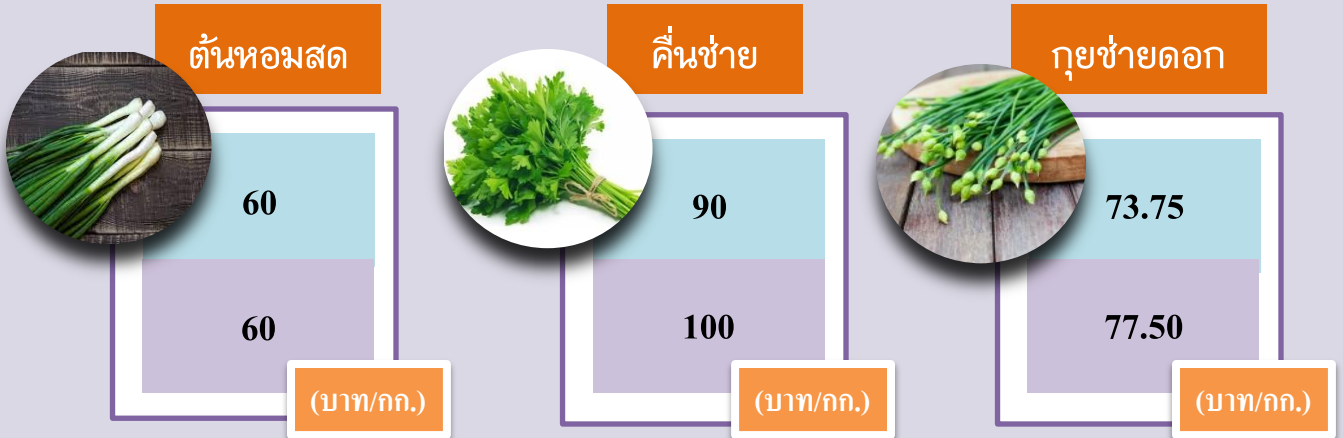 ต้นหอมสด
60
60
(บาท/กก.)
คื่นช่าย
90
100
(บาท/กก.)
กุยช่ายดอก
73.75
77.50
(บาท/กก.)